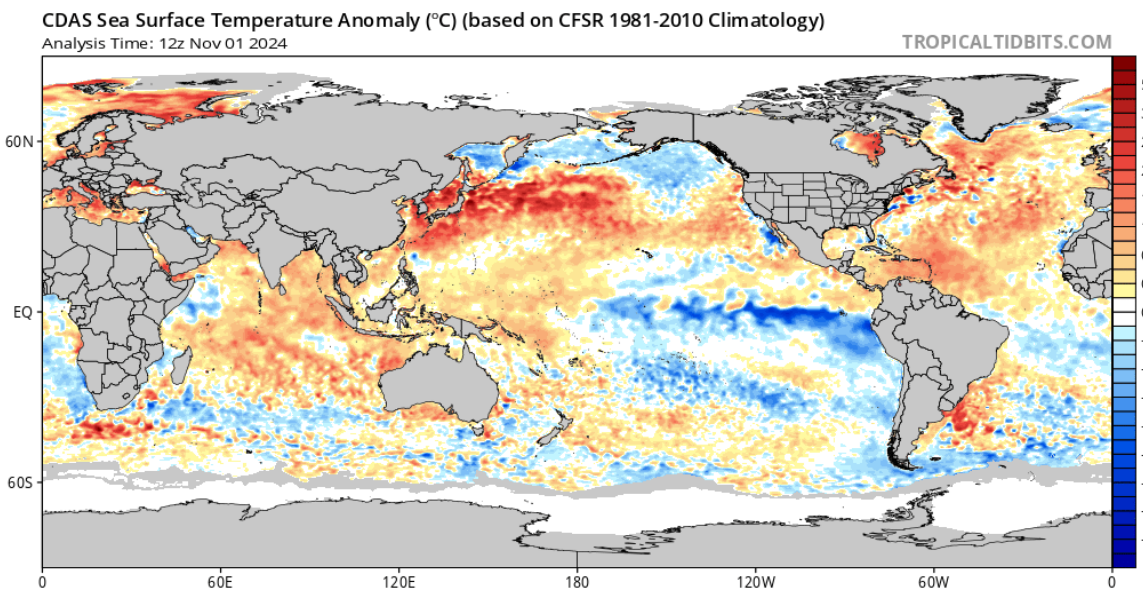 CDAS Sea Surface Temperature Anomaly (°C) (based on CFSR 1981-2010 Climatology)
Analysis Time: 12z Nov 01 2024
TROPICALTIDBITS.COM
60N
EQ
60S
0
60E
120E
180
120W
60W
0